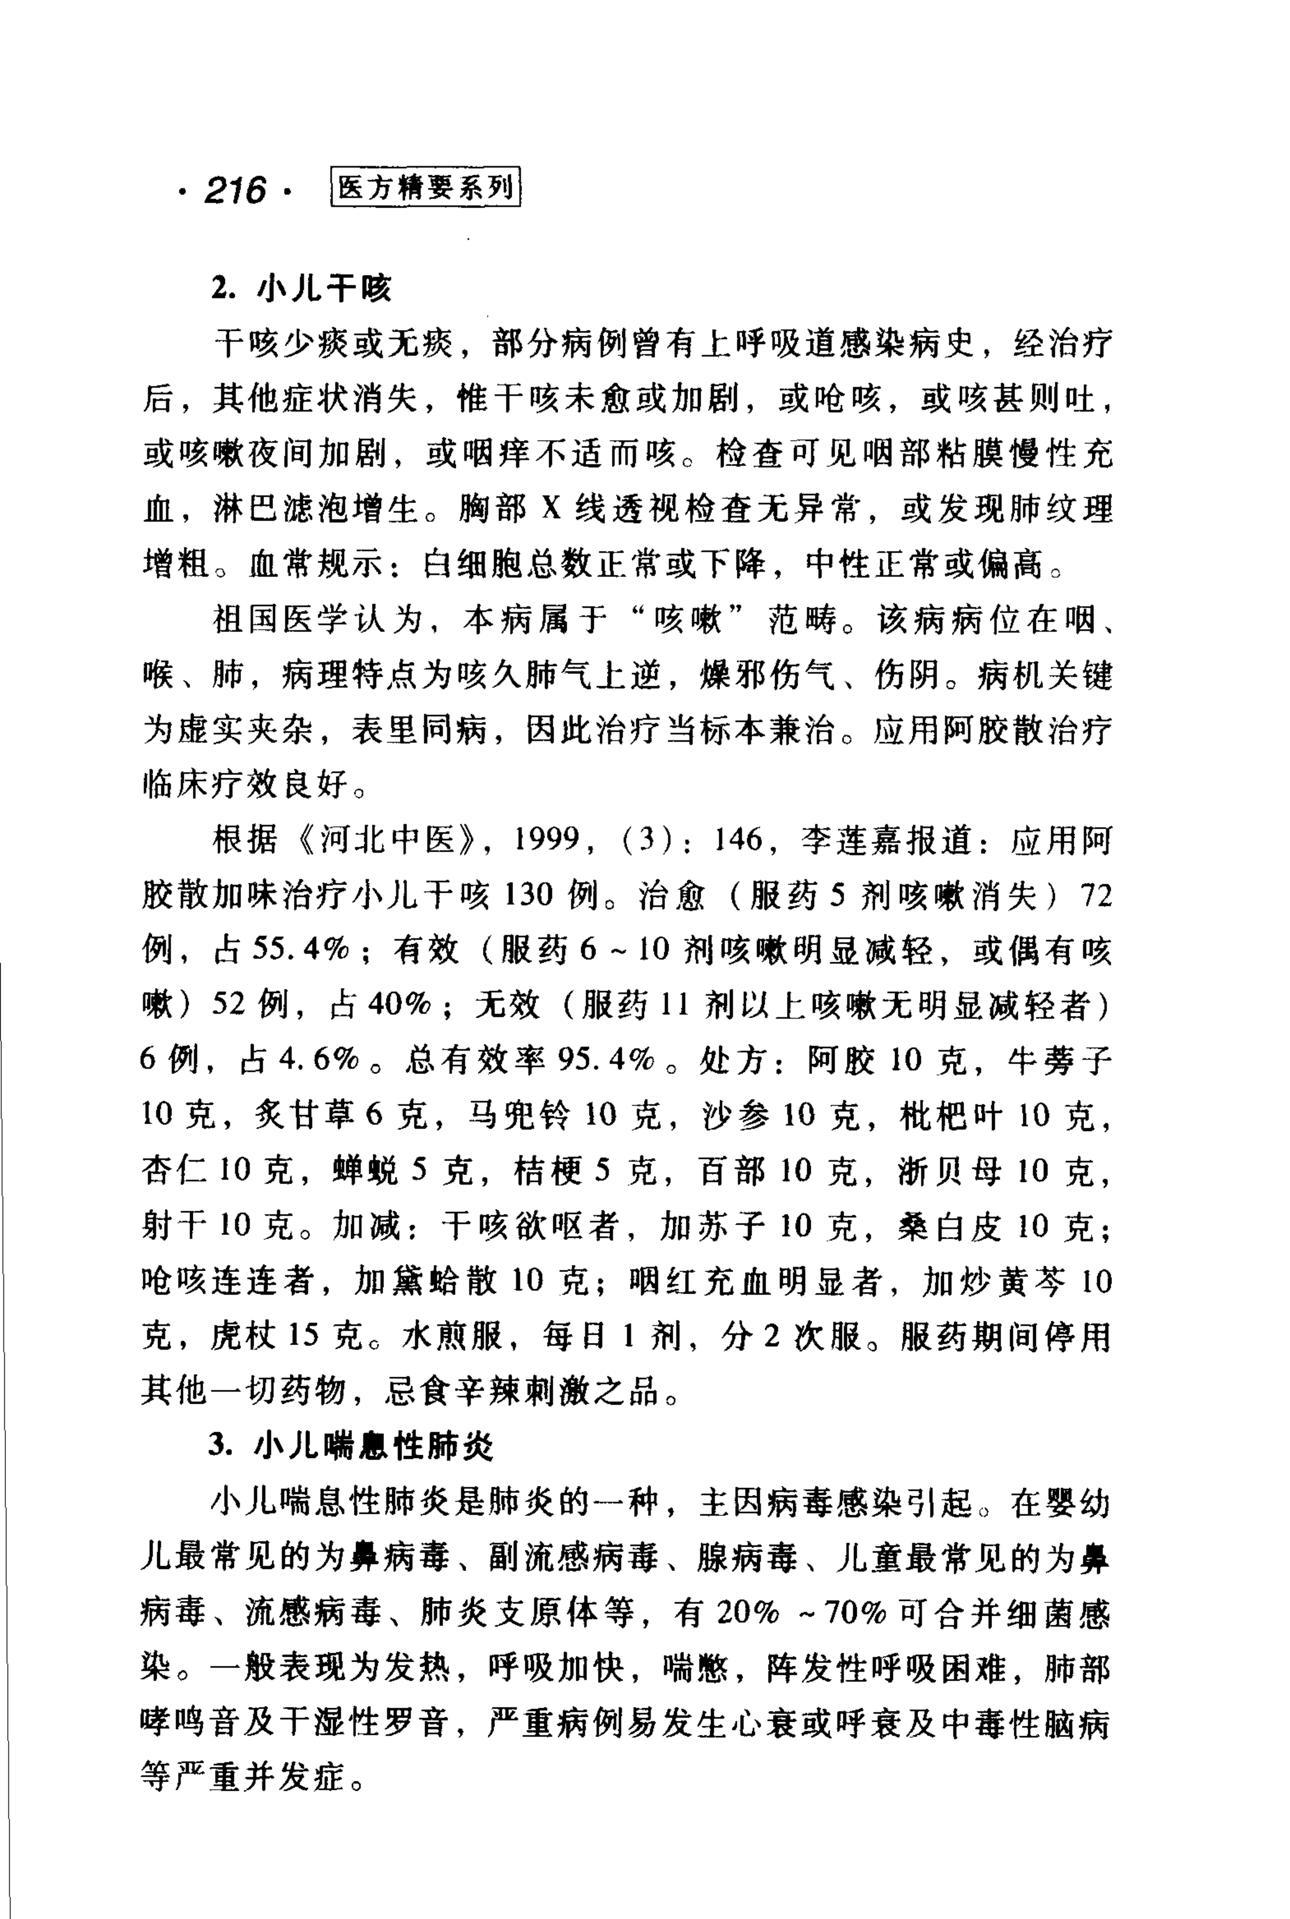 ·216· 医方精要系列
2. 小儿干咳
干咳少痰或无痰，部分病例曾有上呼吸道感染病史，经治疗
后，其他症状消失，惟干咳未愈或加剧，或呛咳，或咳甚则吐，
或咳嗽夜间加剧，或咽痒不适而咳。检查可见咽部粘膜慢性充
血，淋巴滤泡增生。胸部 X 线透视检查无异常，或发现肺纹理
增粗。血常规示：白细胞总数正常或下降，中性正常或偏高。
祖国医学认为，本病属于“咳嗽”范畴。该病病位在咽、
喉、肺，病理特点为咳久肺气上逆，燥邪伤气、伤阴。病机关键
为虚实夹杂，表里同病，因此治疗当标本兼治。应用阿胶散治疗
临床疗效良好。
根据《河北中医》，1999，（3）：146，李莲嘉报道：应用阿
胶散加味治疗小儿干咳 130 例。治愈（服药 5 剂咳嗽消失）72
例，占 55.4%；有效（服药 6～10 剂咳嗽明显减轻，或偶有咳
嗽）52 例，占 40%；无效（服药 11 剂以上咳嗽无明显减轻者）
6 例，占 4.6%。总有效率 95.4%。处方：阿胶 10 克，牛蒡子
10 克，炙甘草 6 克，马兜铃 10 克，沙参 10 克，枇杷叶 10 克，
杏仁 10 克，蝉蜕 5 克，桔梗 5 克，百部 10 克，浙贝母 10 克，
射干 10 克。加减：干咳欲呕者，加苏子 10 克，桑白皮 10 克；
呛咳连连者，加黛蛤散 10 克；咽红充血明显者，加炒黄芩 10
克，虎杖 15 克。水煎服，每日 1 剂，分 2 次服。服药期间停用
其他一切药物，忌食辛辣刺激之品。
3. 小儿喘息性肺炎
小儿喘息性肺炎是肺炎的一种，主因病毒感染引起。在婴幼
儿最常见的为鼻病毒、副流感病毒、腺病毒、儿童最常见的为鼻
病毒、流感病毒、肺炎支原体等，有 20%～70%可合并细菌感
染。一般表现为发热，呼吸加快，喘憋，阵发性呼吸困难，肺部
哮鸣音及干湿性罗音，严重病例易发生心衰或呼衰及中毒性脑病
等严重并发症。